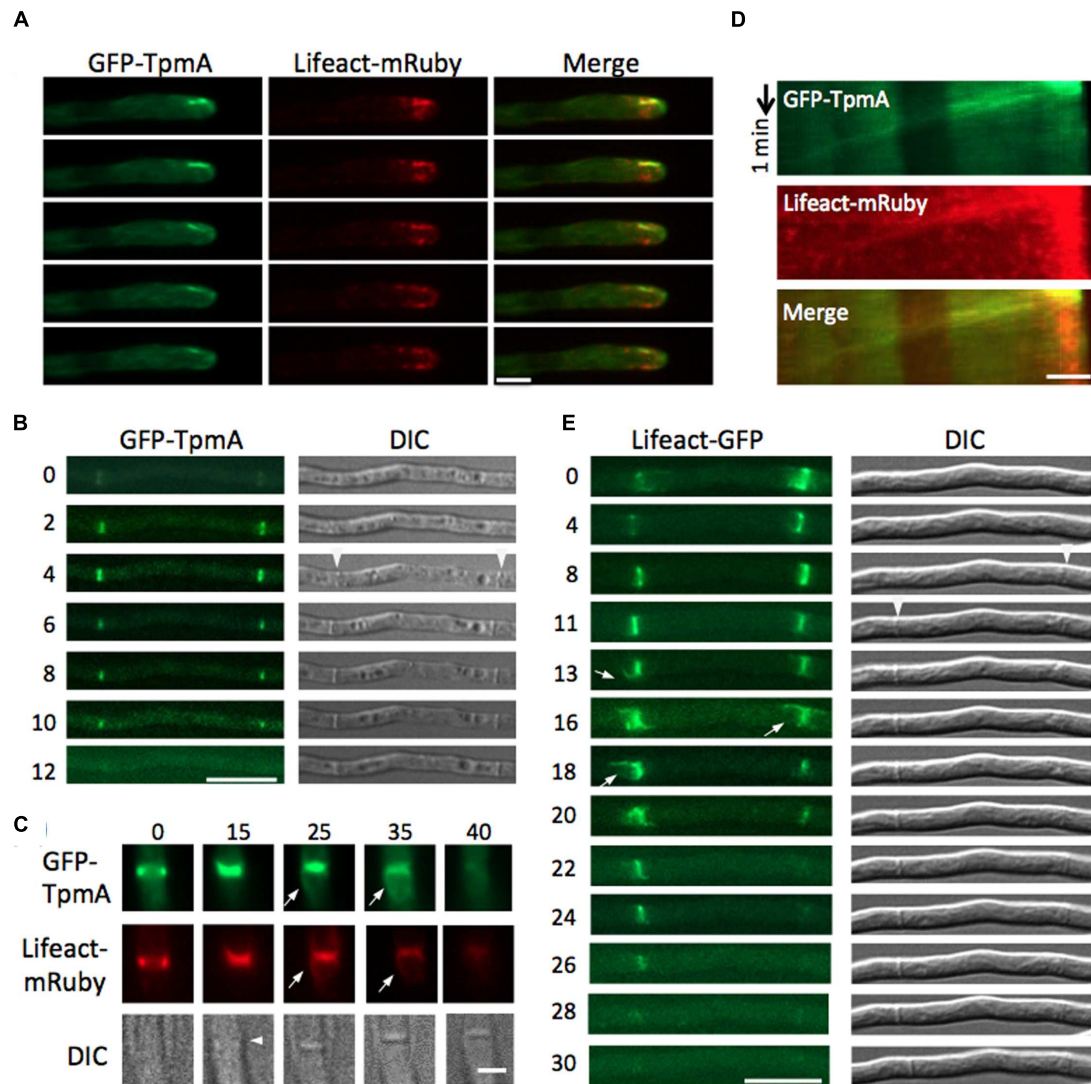 A
GFP-TpmA Lifeact-mRuby Merge
D
1 min
GFP-TpmA
Lifeact-mRuby
Merge
B
GFP-TpmA DIC
0
2
4
6
8
10
12
C
0 15 25 35 40
GFP-
TpmA
Lifeact-
mRuby
DIC
E
Lifeact-GFP DIC
0
4
8
11
13
16
18
20
22
24
26
28
30